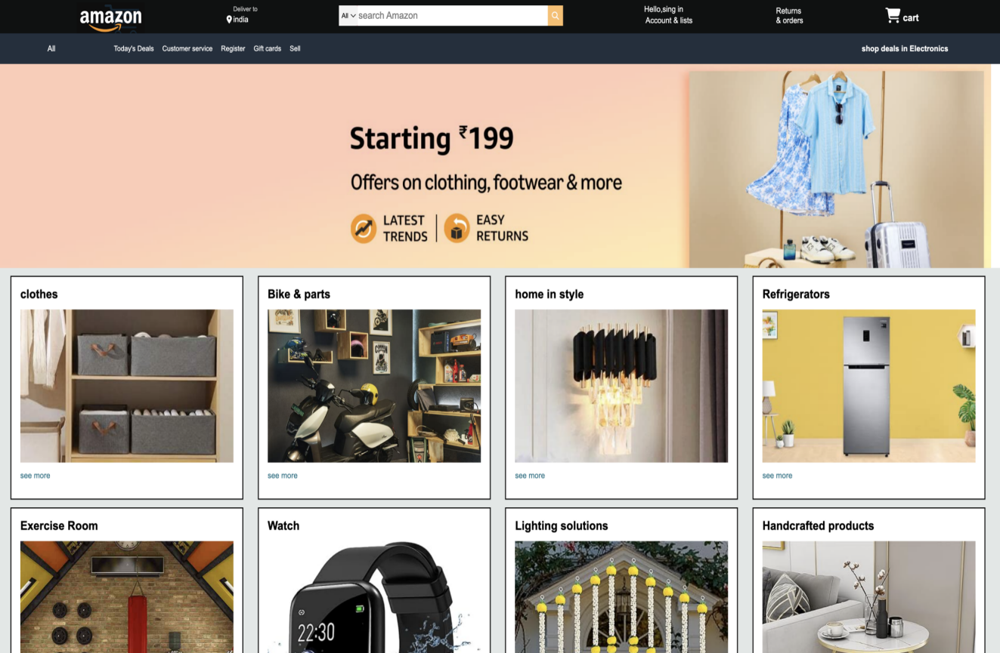 amazon
Deliver to
india
All
search Amazon
Hello,sing in
Account & lists
Returns
& orders
cart
All
Today's Deals
Customer service
Register
Gift cards
Sell
shop deals in Electronics
Starting ₹199
Offers on clothing, footwear & more
LATEST
TRENDS
EASY
RETURNS
clothes
Bike & parts
home in style
Refrigerators
see more
see more
see more
see more
Exercise Room
Watch
Lighting solutions
Handcrafted products
22:30